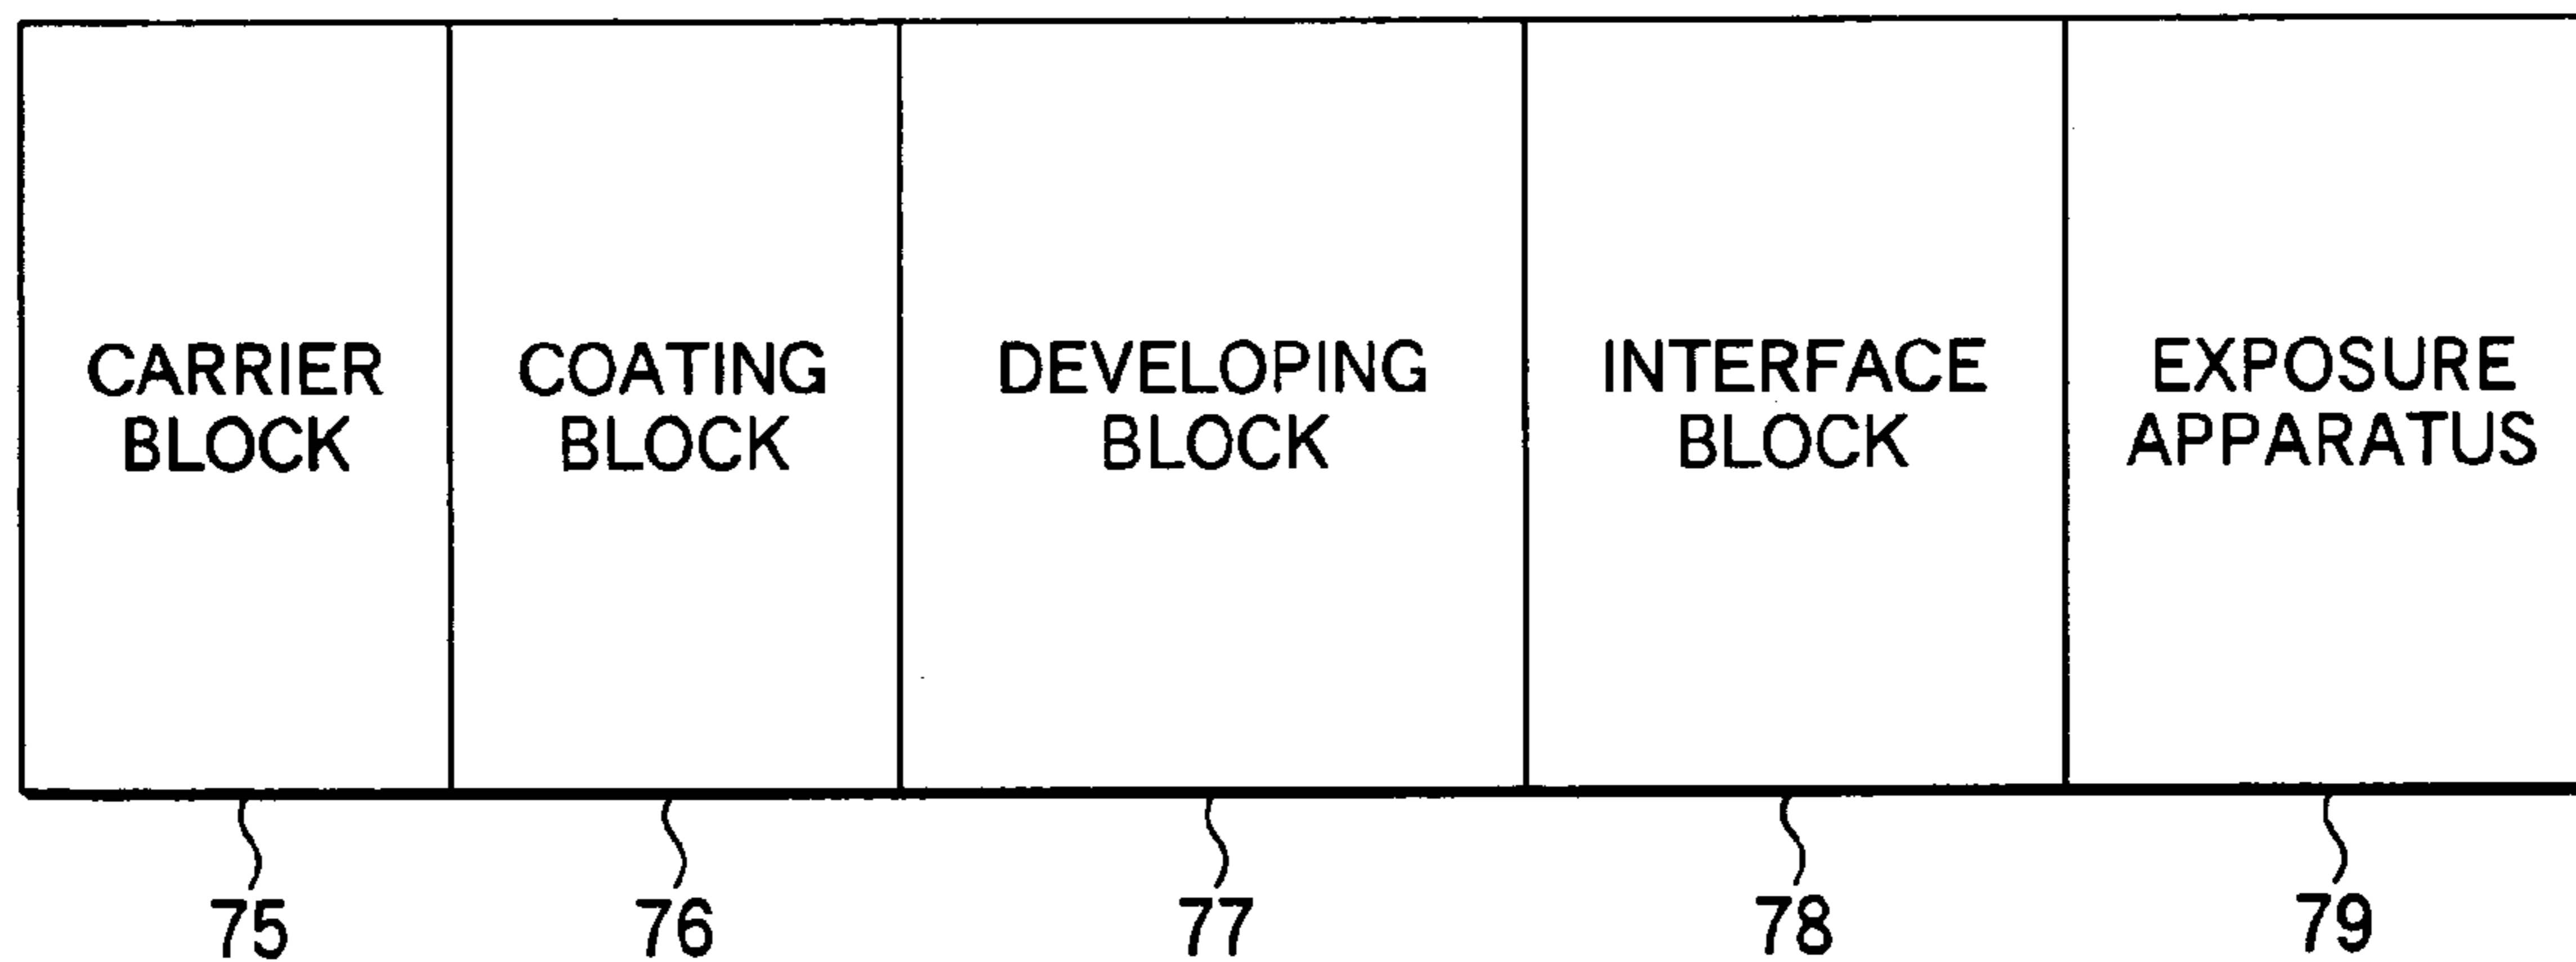 CARRIER
BLOCK
COATING
BLOCK
DEVELOPING
BLOCK
INTERFACE
BLOCK
EXPOSURE
APPARATUS
75
76
77
78
79